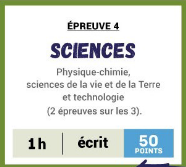 ÉPREUVE 4
SCIENCES
Physique-chimie,
sciences de la vie et de la Terre
et technologie
(2 épreuves sur les 3).
1h écrit 50 POINTS